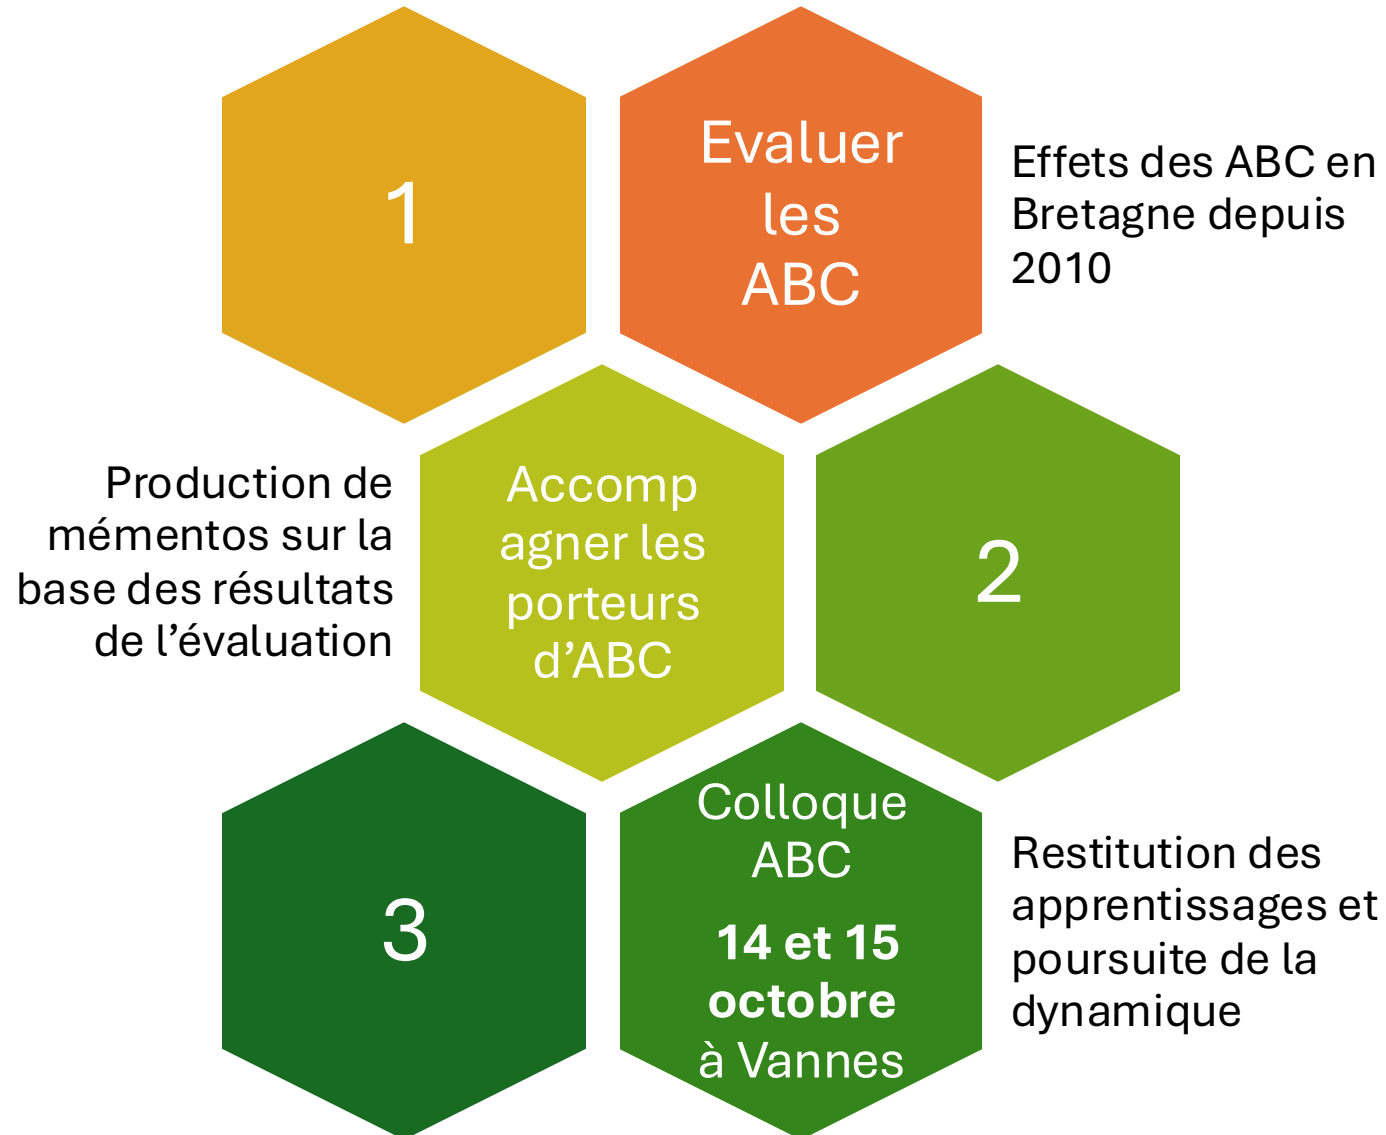 1
Evaluer
les
ABC
Effets des ABC en
Bretagne depuis
2010
Production de
mémentos sur la
base des résultats
de l’évaluation
Accomp
agner les
porteurs
d’ABC
2
3
Colloque
ABC
14 et 15
octobre
à Vannes
Restitution des
apprentissages et
poursuite de la
dynamique